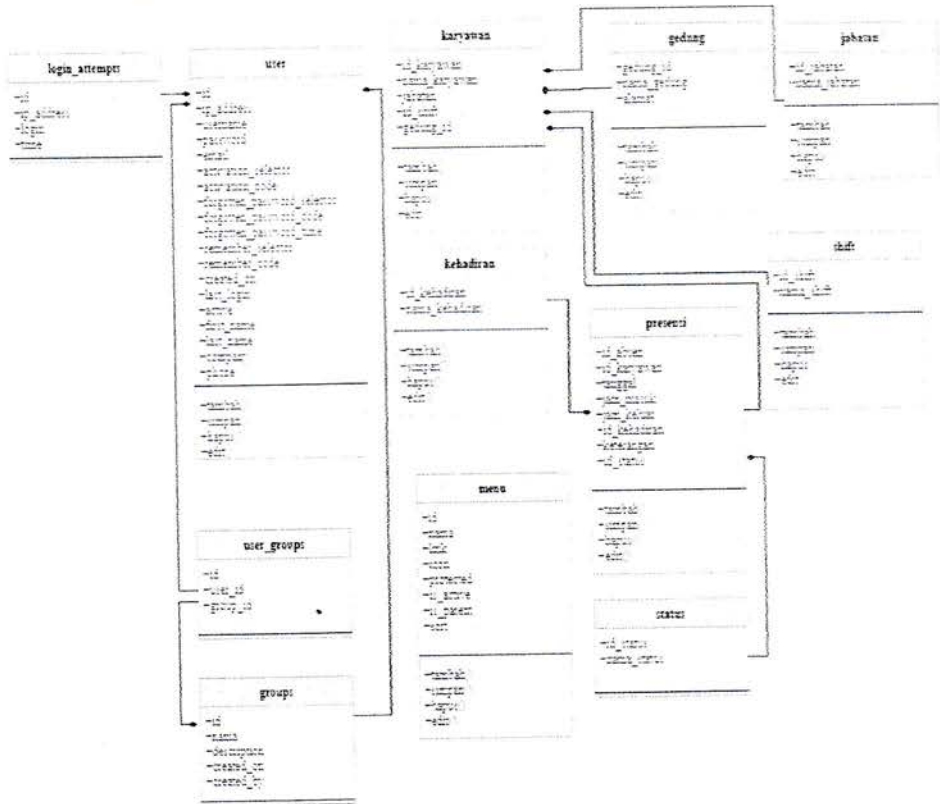 login_attempts
+id
+ip_address
+login
+time
user
+id
+ip_address
+username
+password
+email
+activation_selector
+activation_code
+forgotten_password_selector
+forgotten_password_code
+forgotten_password_time
+remember_selector
+remember_code
+created_on
+last_login
+active
+first_name
+last_name
+company
+phone
+tambah
+simpan
+hapus
+edit
user_groups
+id
+user_id
+group_id
groups
+id
+name
+description
+created_on
+created_by
karyawan
+id_karyawan
+nama_karyawan
+jabatan
+id_shift
+gedung_id
+tambah
+simpan
+hapus
+edit
kehadiran
+id_kehadiran
+nama_kehadiran
+tambah
+simpan
+hapus
+edit
menu
+id
+name
+link
+icon
+is_active
+is_parent
+sort
+tambah
+simpan
+hapus()
+edit()
gedung
+gedung_id
+nama_gedung
+alamat
+tambah
+simpan
+hapus
+edit
jabatan
+id_jabatan
+nama_jabatan
+tambah
+simpan
+hapus
+edit
shift
+id_shift
+nama_shift
+tambah
+simpan
+hapus
+edit
presensi
+id_absen
+id_karyawan
+tanggal
+jam_masuk
+jam_keluar
+id_kehadiran
+keterangan
+id_status
+tambah
+simpan
+hapus
+edit
status
+id_status
+nama_status